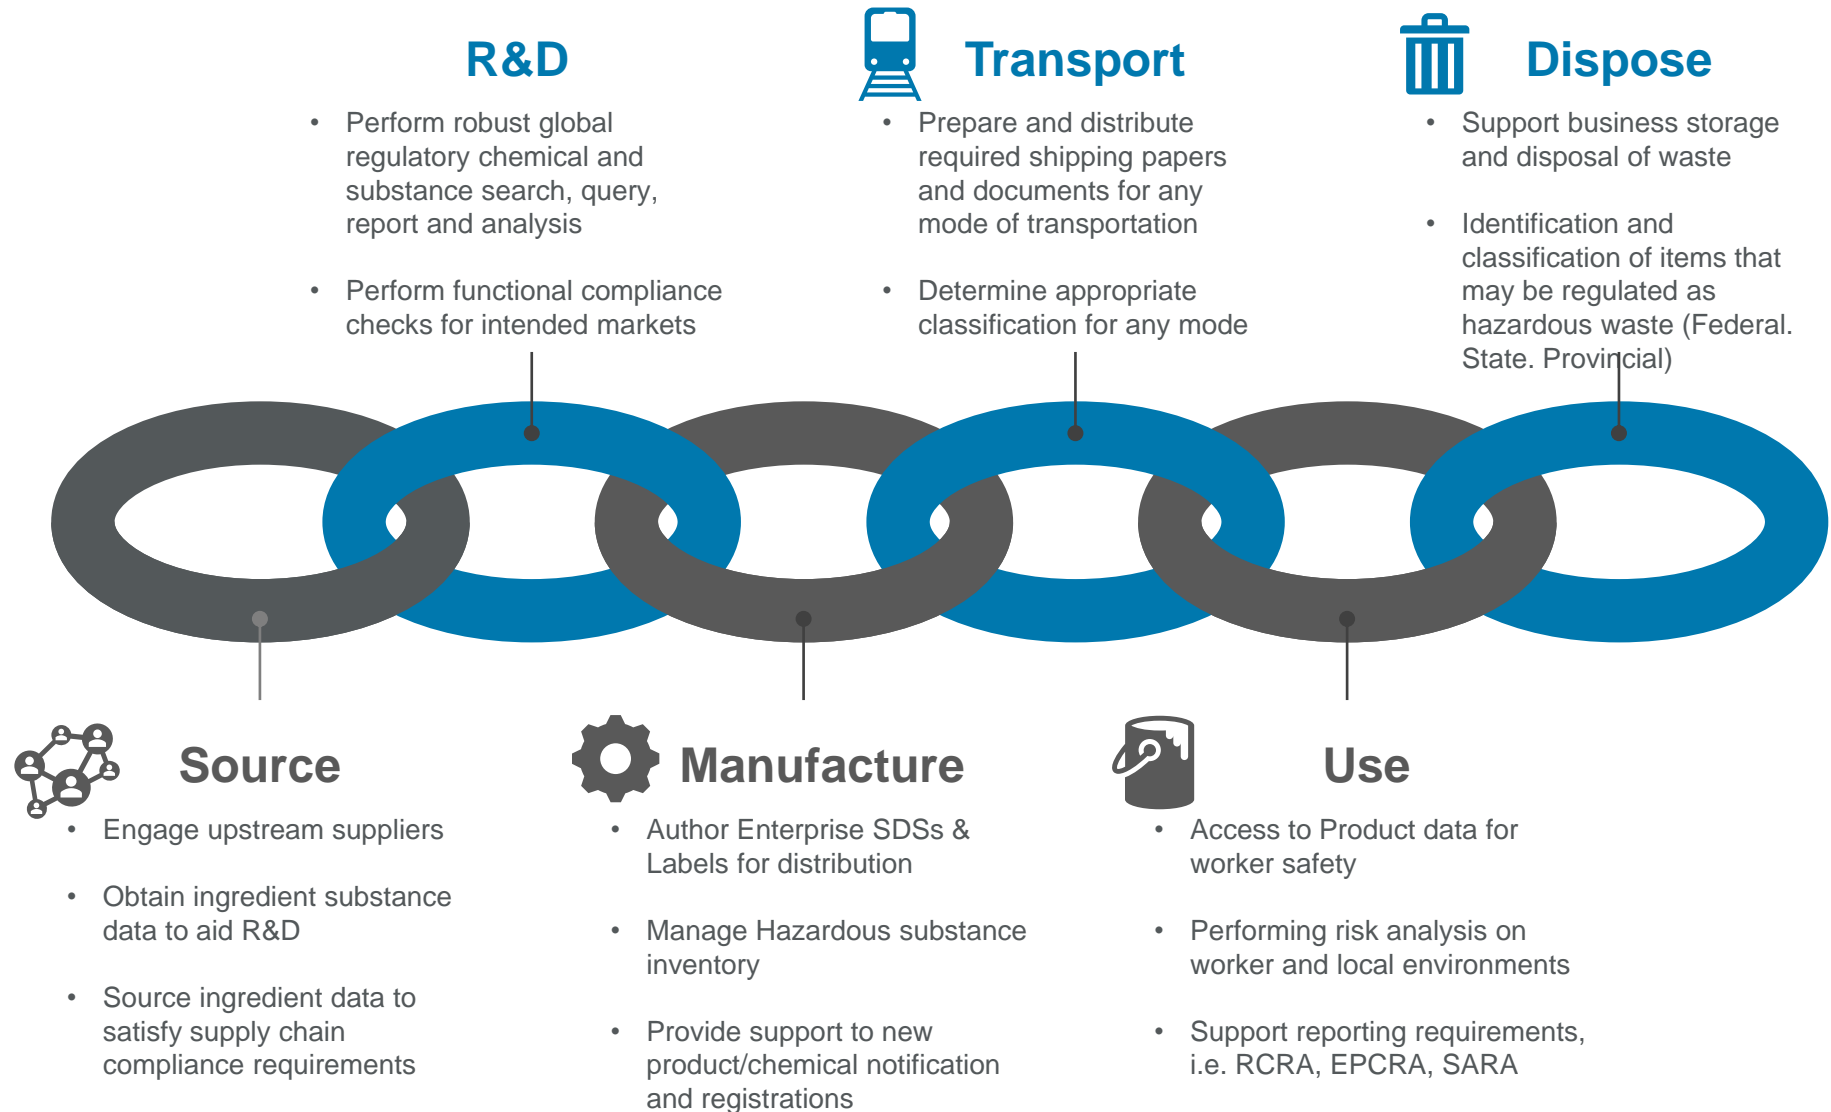 R&D
• Perform robust global
regulatory chemical and
substance search, query,
report and analysis
• Perform functional compliance
checks for intended markets
Transport
• Prepare and distribute
required shipping papers
and documents for any
mode of transportation
• Determine appropriate
classification for any mode
Dispose
• Support business storage
and disposal of waste
• Identification and
classification of items that
may be regulated as
hazardous waste (Federal.
State. Provincial)
Source
• Engage upstream suppliers
• Obtain ingredient substance
data to aid R&D
• Source ingredient data to
satisfy supply chain
compliance requirements
Manufacture
• Author Enterprise SDSs &
Labels for distribution
• Manage Hazardous substance
inventory
• Provide support to new
product/chemical notification
and registrations
Use
• Access to Product data for
worker safety
• Performing risk analysis on
worker and local environments
• Support reporting requirements,
i.e. RCRA, EPCRA, SARA